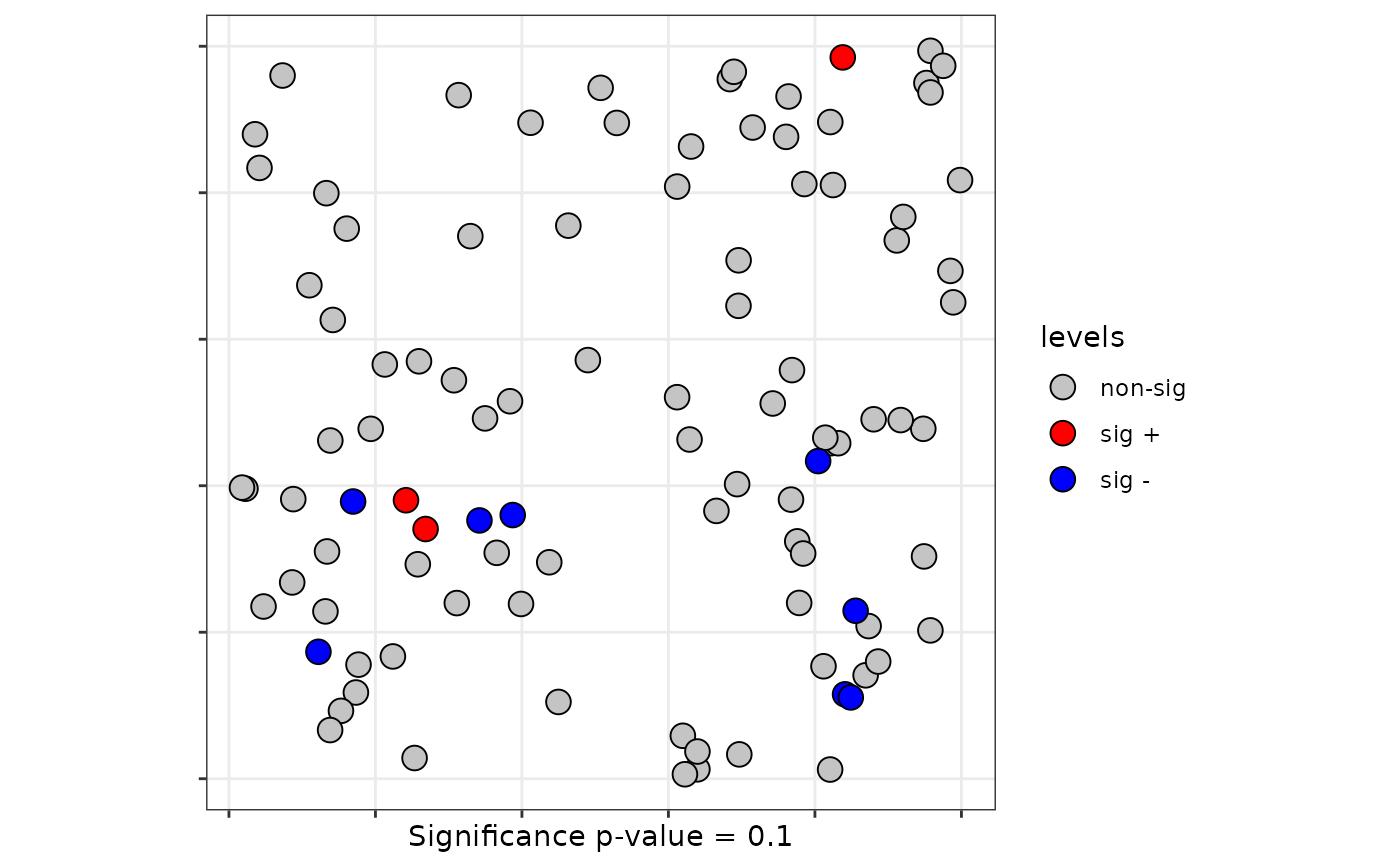 levels
non-sig
sig +
sig -
Significance p-value = 0.1